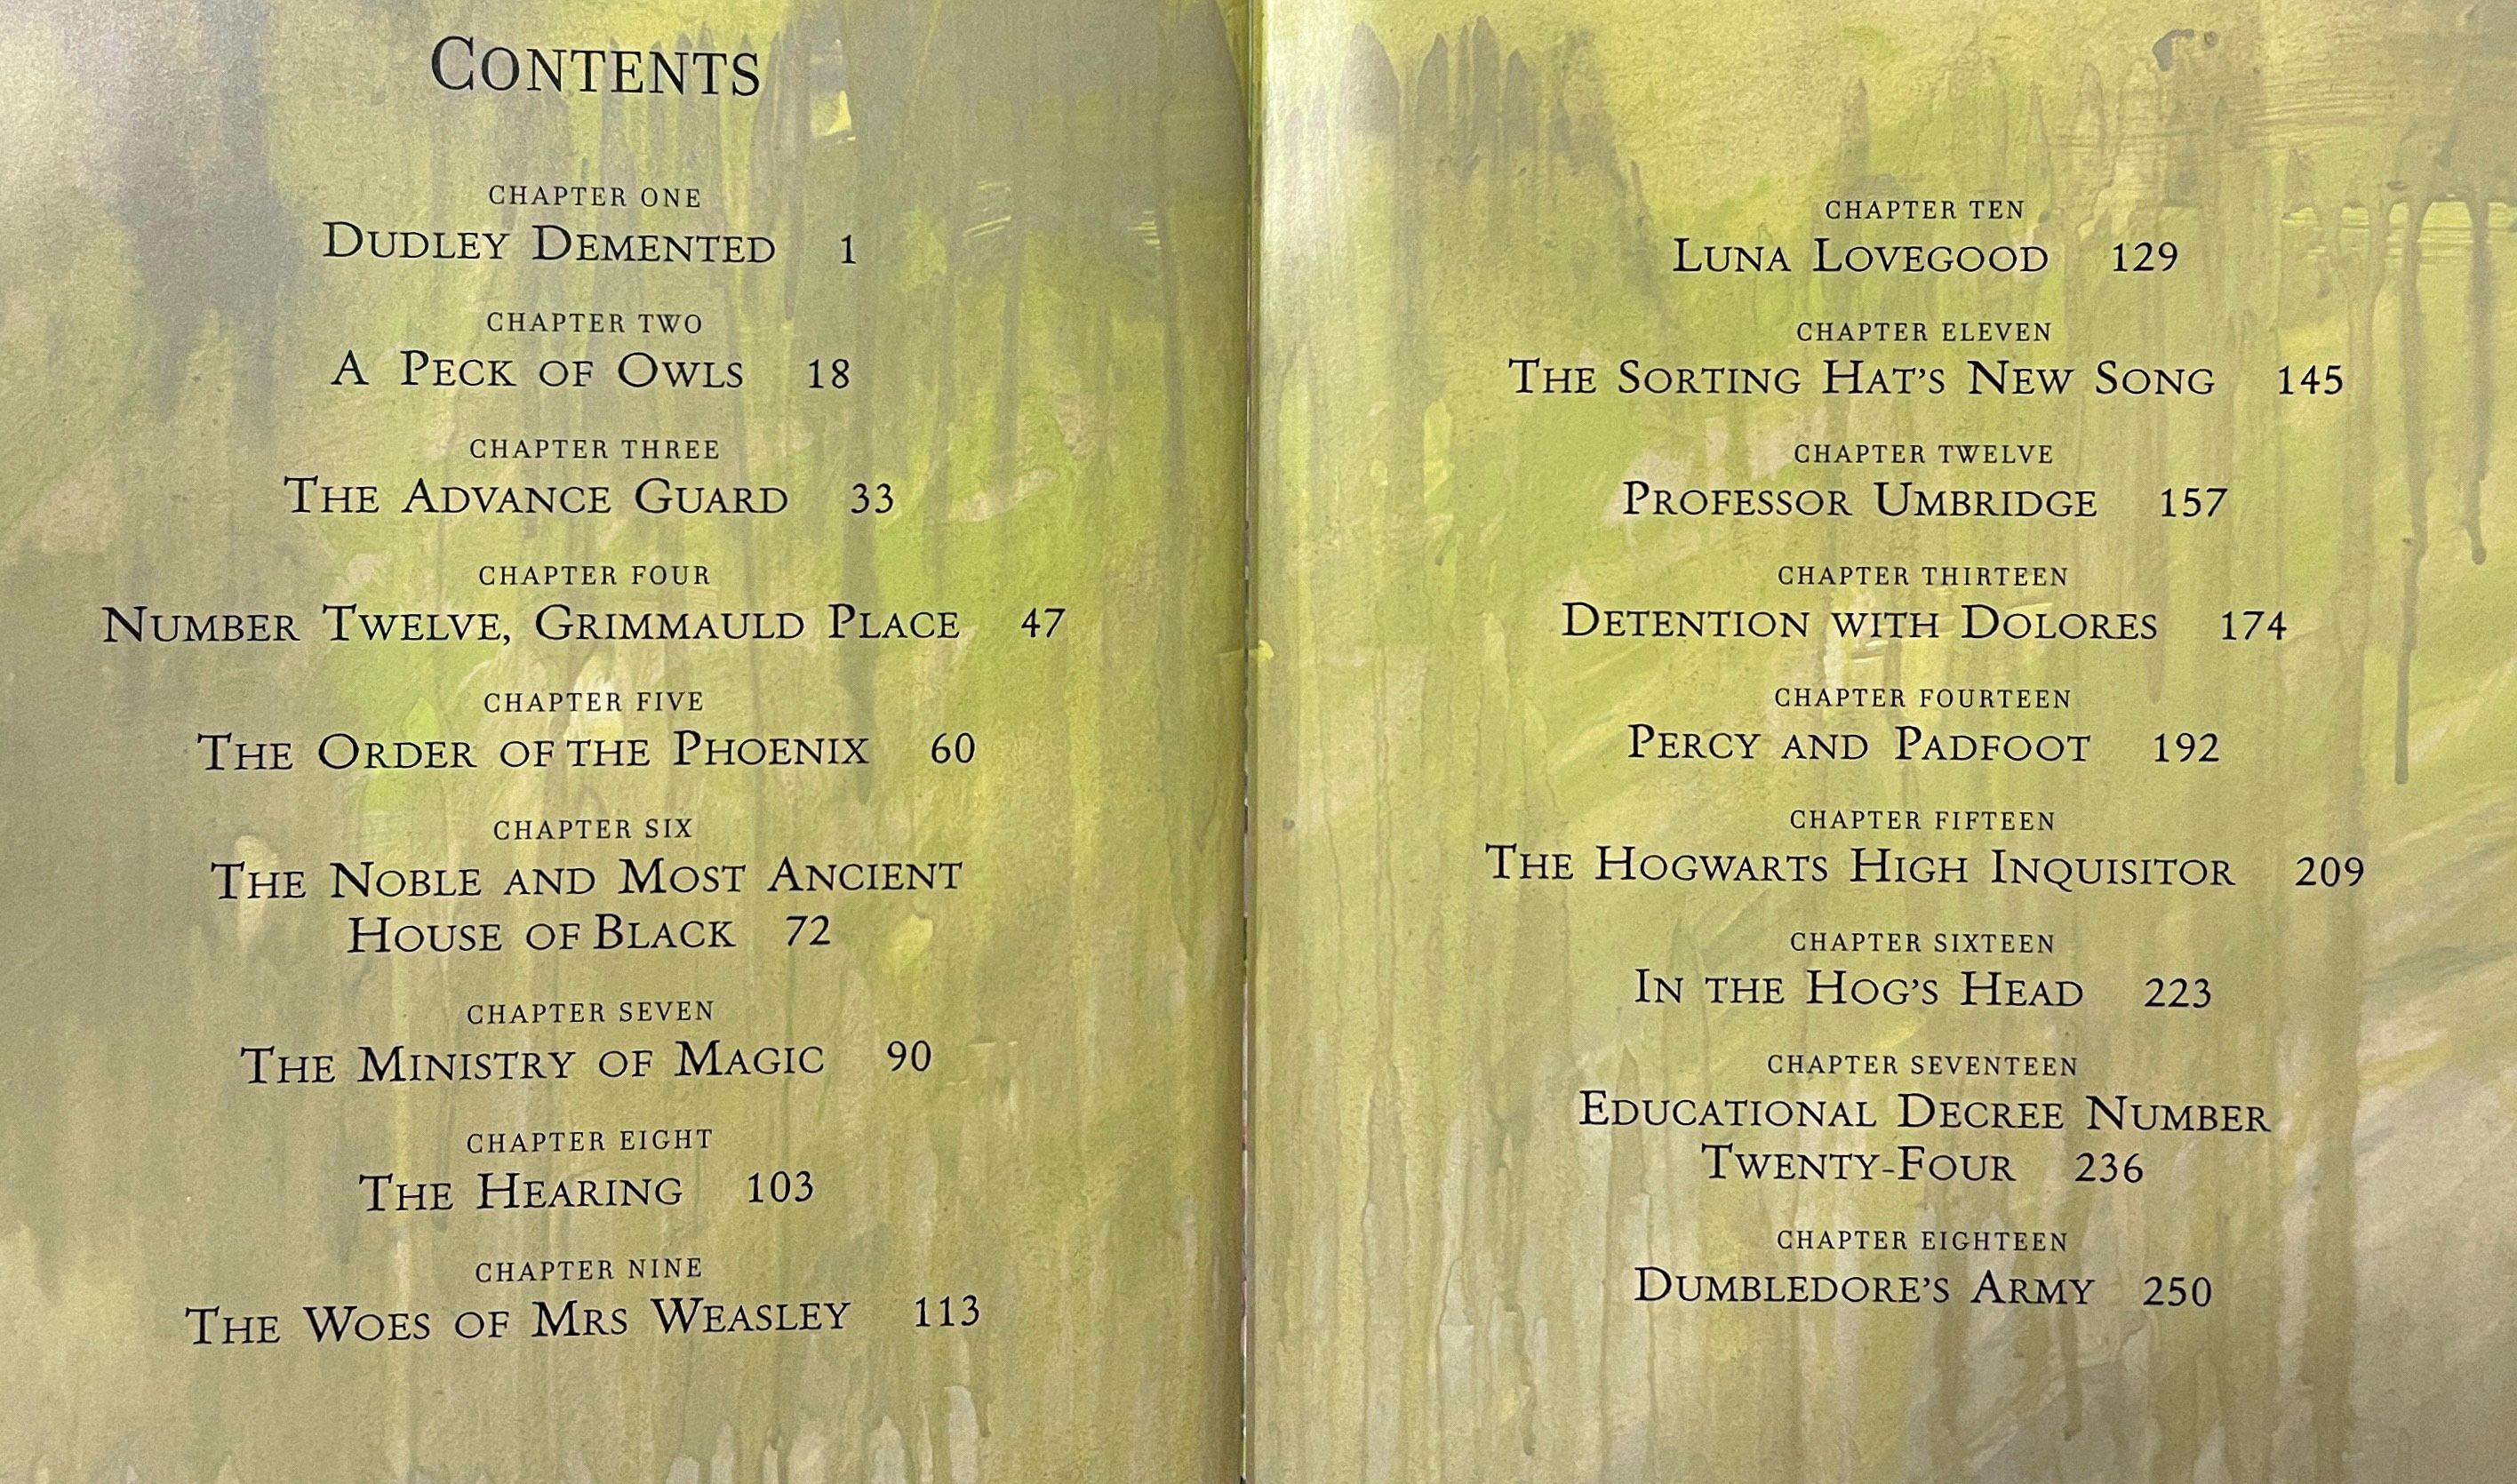 CONTENTS
CHAPTER ONE
DUDLEY DEMENTED 1
CHAPTER TWO
A PECK OF OWLS 18
CHAPTER THREE
THE ADVANCE GUARD 33
CHAPTER FOUR
NUMBER TWELVE, GRIMMAULD PLACE 47
CHAPTER FIVE
THE ORDER OF THE PHOENIX 60
CHAPTER SIX
THE NOBLE AND MOST ANCIENT
HOUSE OF BLACK 72
CHAPTER SEVEN
THE MINISTRY OF MAGIC 90
CHAPTER EIGHT
THE HEARING 103
CHAPTER NINE
THE WOES OF MRS WEASLEY 113
CHAPTER TEN
LUNA LOVEGOOD 129
CHAPTER ELEVEN
THE SORTING HAT'S NEW SONG 145
CHAPTER TWELVE
PROFESSOR UMBRIDGE 157
CHAPTER THIRTEEN
DETENTION WITH DOLORES 174
CHAPTER FOURTEEN
PERCY AND PADFOOT 192
CHAPTER FIFTEEN
THE HOGWARTS HIGH INQUISITOR 209
CHAPTER SIXTEEN
IN THE HOG'S HEAD 223
CHAPTER SEVENTEEN
EDUCATIONAL DECREE NUMBER
TWENTY-FOUR 236
CHAPTER EIGHTEEN
DUMBLEDORE'S ARMY 250